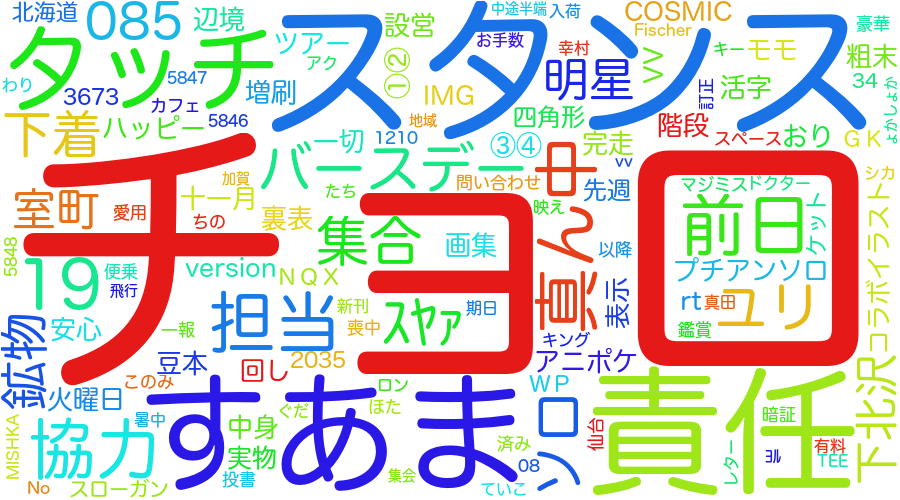 北海道
辺境
085
タッチ
スタンス
設営
中途半端
入荷
COSMIC
Fischer
豪華
お手数
幸村
キー
モモ
粗末
ツアー
アク
①②
VV
明星
わり
5847
3673
カフェ
増刷
IMG
訂正
活字
34
よかしょか
下着
ハッピー
5846
一切
1210
地域
四角形
③④
完走
階段
スペース
おり
GK
バースデー
vv
先週
問い合わせ
マジミスドクター
シカ
チヨロ
室町
愛用
加賀
十一月
たち
ちの
裏表
集合
画集
映え
真ん中
以降
前日
ケット
コラボイラスト
5848
19
便乗
飛行
version
NQX
新刊
喪中
期日
表示
プチアンソロ
rt
真田
ユリ
鑑賞
鉱物
安心
一報
担当
スヤァ
キング
豆本
回し
2035
アニポケ
火曜日
このみ
すあま
ロン
ほた
WP
ソロ
責任
下北沢
暑中
協力
中身
ぐだ
実物
投書
集会
済み
08
仙台
暗証
有料
TEE
レター
ヨル
MISHKA
No
スローガン
ていこ